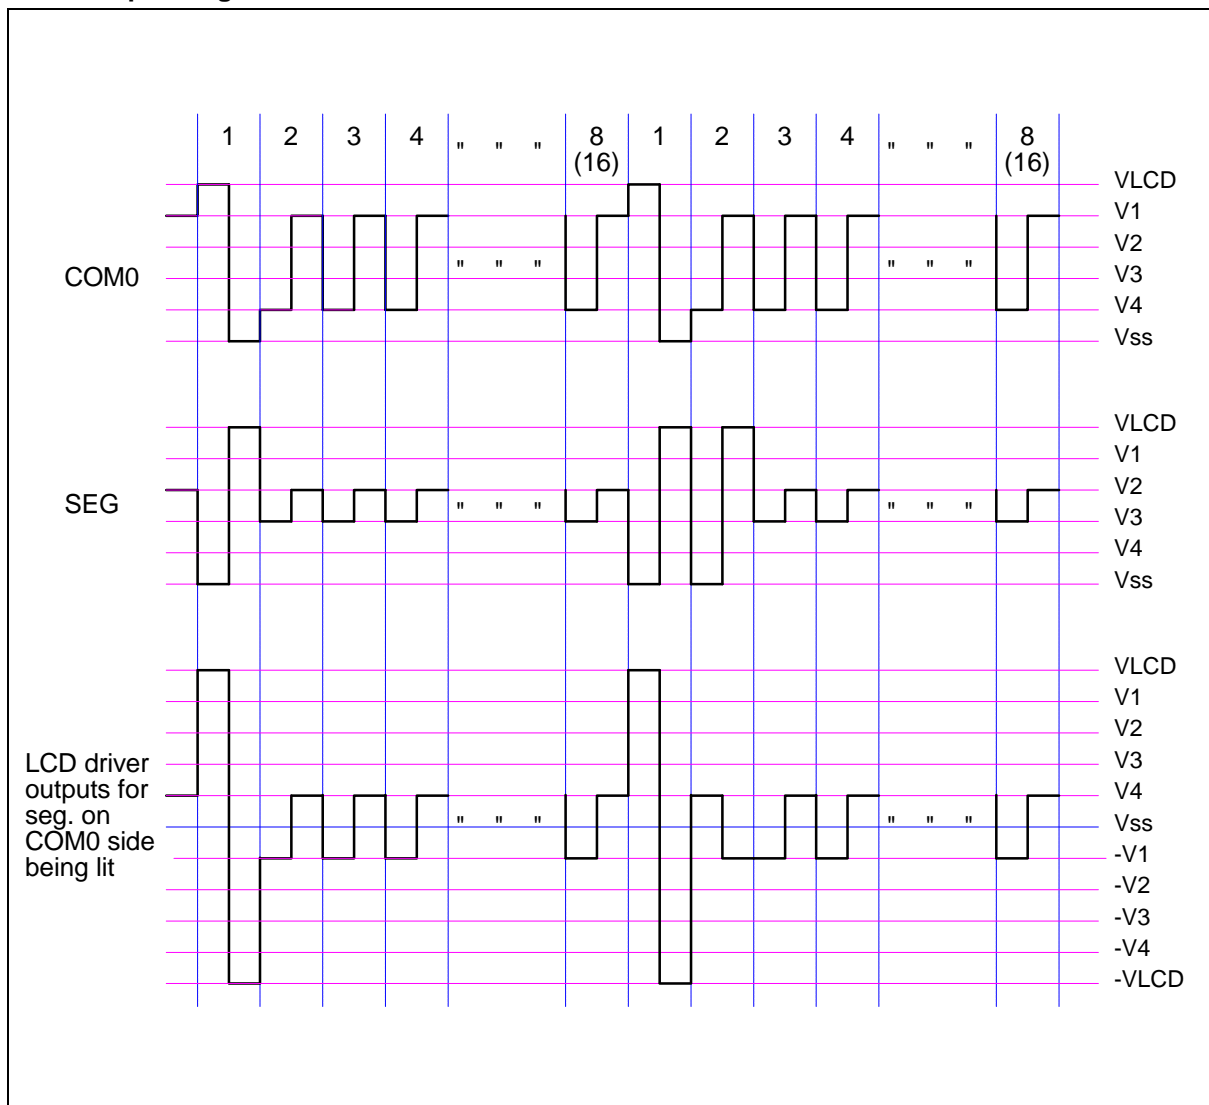 1 2 3 4 " " " 8 1 2 3 4 " " " 8
(16) (16)
VLCD
V1
V2
COM0 " " " " " " V3
V4
Vss
VLCD
V1
V2
SEG " " " " " " V3
V4
Vss
VLCD
V1
V2
V3
V4
Vss
-V1
-V2
-V3
-V4
-VLCD
LCD driver
outputs for
seg. on
COM0 side
being lit
" " " " " "